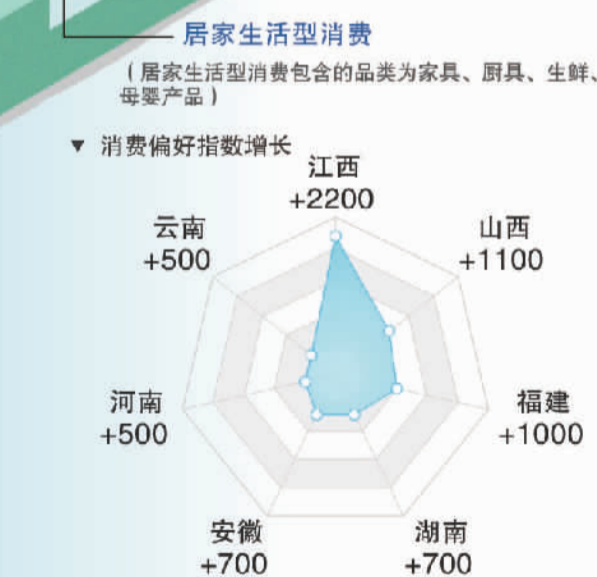 居家生活型消费
（居家生活型消费包含的品类为家具、厨具、生鲜、
母婴产品）
▼ 消费偏好指数增长
江西
+2200
云南
+500
山西
+1100
河南
+500
福建
+1000
安徽
+700
湖南
+700